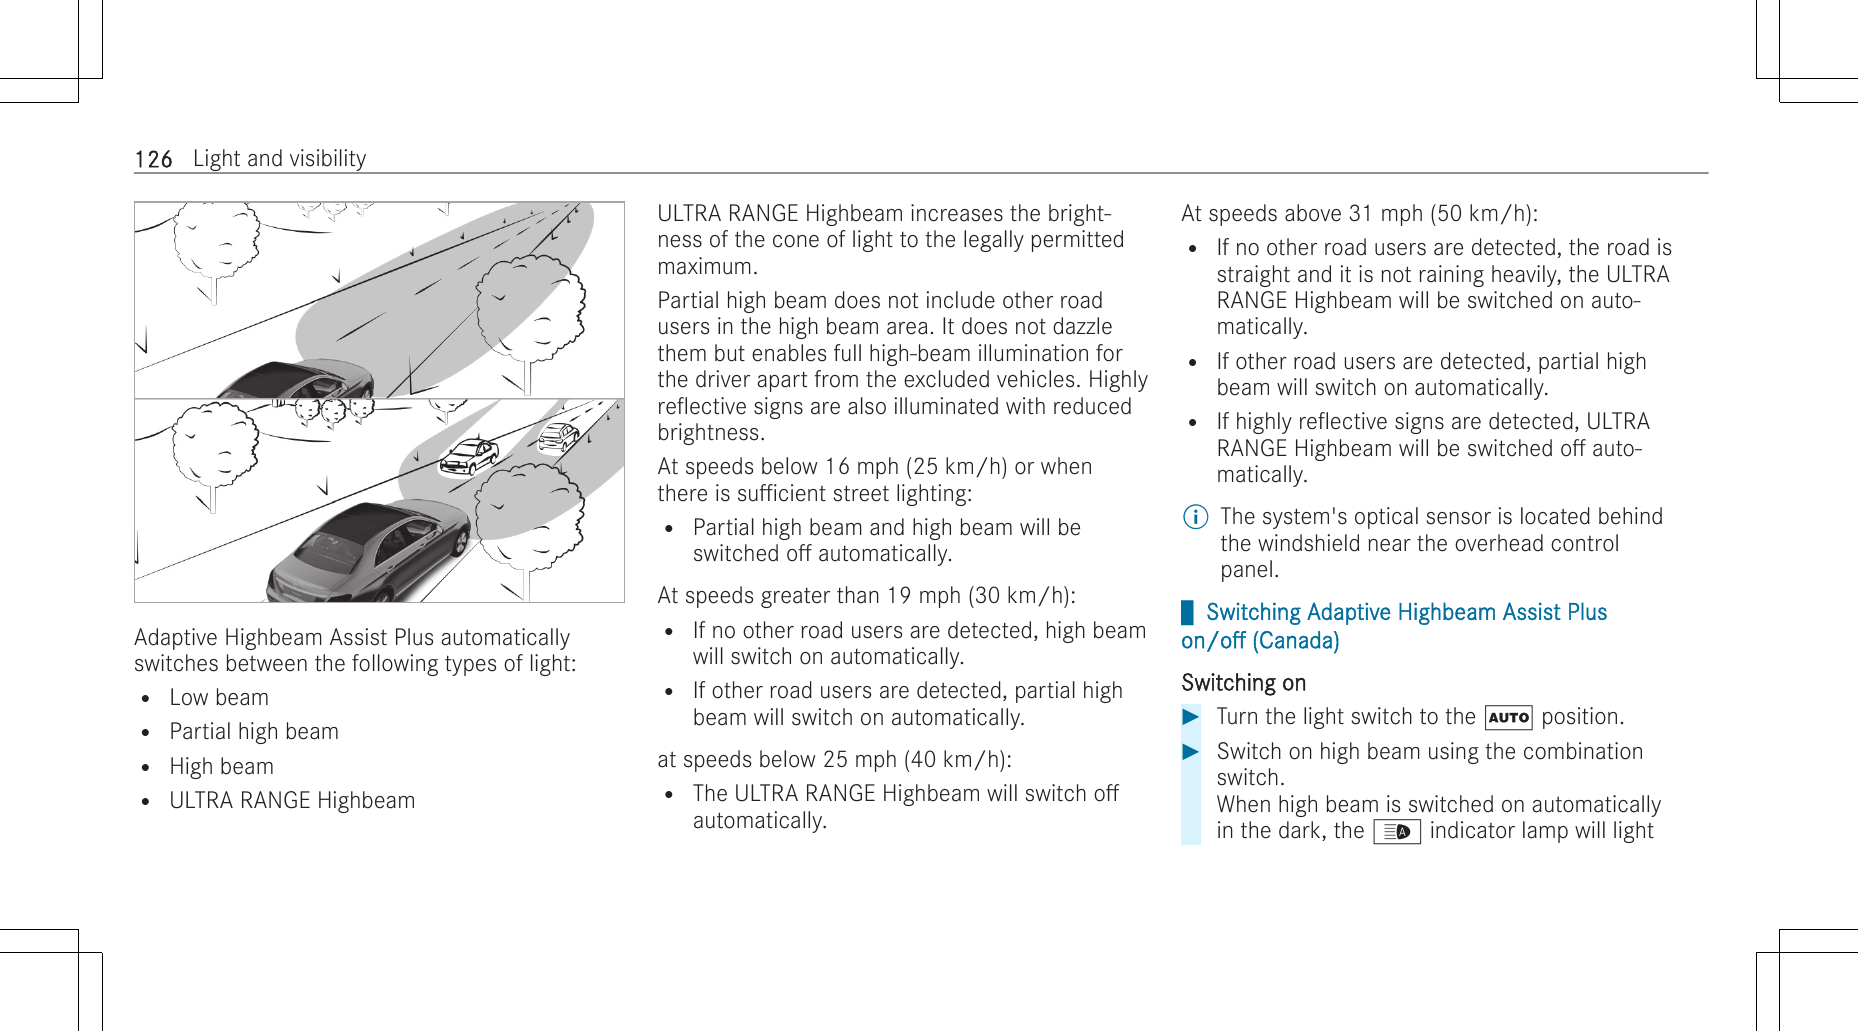 126 Light and visibility
Adaptive Highbeam Assist Plus automatically
switches between the following types of light:
• Low beam
• Partial high beam
• High beam
• ULTRA RANGE Highbeam
ULTRA RANGE Highbeam increases the bright-
ness of the cone of light to the legally permitted
maximum.
Partial high beam does not include other road
users in the high beam area. It does not dazzle
them but enables full high-beam illumination for
the driver apart from the excluded vehicles. Highly
reflective signs are also illuminated with reduced
brightness.
At speeds below 16 mph (25 km/h) or when
there is sufficient street lighting:
• Partial high beam and high beam will be
switched off automatically.
At speeds greater than 19 mph (30 km/h):
• If no other road users are detected, high beam
will switch on automatically.
• If other road users are detected, partial high
beam will switch on automatically.
at speeds below 25 mph (40 km/h):
• The ULTRA RANGE Highbeam will switch off
automatically.
At speeds above 31 mph (50 km/h):
• If no other road users are detected, the road is
straight and it is not raining heavily, the ULTRA
RANGE Highbeam will be switched on auto-
matically.
• If other road users are detected, partial high
beam will switch on automatically.
• If highly reflective signs are detected, ULTRA
RANGE Highbeam will be switched off auto-
matically.
The system's optical sensor is located behind
the windshield near the overhead control
panel.
Switching Adaptive Highbeam Assist Plus
on/off (Canada)
Switching on
Turn the light switch to the AUTO position.
Switch on high beam using the combination
switch.
When high beam is switched on automatically
in the dark, the A indicator lamp will light